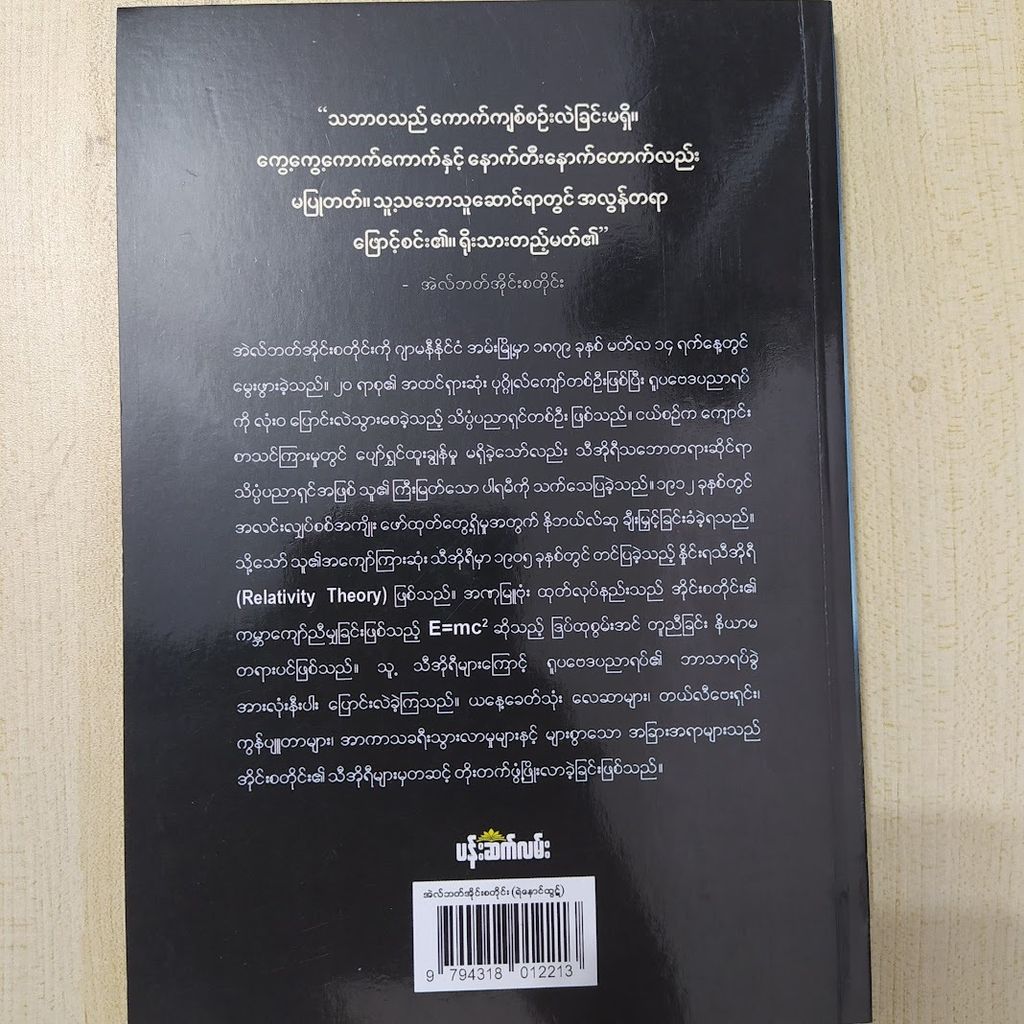 “သဘာဝသည် ကောက်ကျစ်စဉ်းလဲခြင်းမရှိ။
ကွေ့ကွေ့ကောက်ကောက်နှင့် နောက်တီးနောက်တောက်လည်း
မပြုတတ်။ သူ့သဘောသူဆောင်ရာတွင် အလွန်တရာ
ဖြောင့်စင်း၏။ ရိုးသားတည့်မတ်၏”
- အဲလ်ဘတ်အိုင်းစတိုင်း
အဲလ်ဘတ်အိုင်းစတိုင်းကို ဂျာမနီနိုင်ငံ အမ်းမြို့မှာ ၁၈၇၉ ခုနှစ် မတ်လ ၁၄ ရက်နေ့တွင်
မွေးဖွားခဲ့သည်။ ၂၀ ရာစု၏ အထင်ရှားဆုံး ပုဂ္ဂိုလ်ကျော်တစ်ဦးဖြစ်ပြီး ရူပဗေဒပညာရပ်
ကို လုံးဝ ပြောင်းလဲသွားစေခဲ့သည့် သိပ္ပံပညာရှင်တစ်ဦး ဖြစ်သည်။ ငယ်စဉ်က ကျောင်း
စာသင်ကြားမှုတွင် ပျော်ရွှင်ထူးချွန်မှု မရှိခဲ့သော်လည်း သီအိုရီသဘောတရားဆိုင်ရာ
သိပ္ပံပညာရှင်အဖြစ် သူ၏ ကြီးမြတ်သော ပါရမီကို သက်သေပြခဲ့သည်။ ၁၉၁၂ ခုနှစ်တွင်
အလင်းလျှပ်စစ်အကျိုး ဖော်ထုတ်တွေ့ရှိမှုအတွက် နိဘယ်လ်ဆု ချီးမြှင့်ခြင်းခံခဲ့ရသည်။
သို့သော် သူ၏အကျော်ကြားဆုံး သီအိုရီမှာ ၁၉၀၅ ခုနှစ်တွင် တင်ပြခဲ့သည့် နှိုင်းရသီအိုရီ
(Relativity Theory) ဖြစ်သည်။ အဏုမြူဗုံး ထုတ်လုပ်နည်းသည် အိုင်းစတိုင်း၏
ကမ္ဘာကျော်ညီမျှခြင်းဖြစ်သည့် E=mc² ဆိုသည့် ဒြပ်ထုစွမ်းအင် တူညီခြင်း နိယာမ
တရားပင်ဖြစ်သည်။ သူ့ သီအိုရီများကြောင့် ရူပဗေဒပညာရပ်၏ ဘာသာရပ်ခွဲ
အားလုံးနီးပါး ပြောင်းလဲခဲ့ကြသည်။ ယနေ့ခေတ်သုံး လေဆာများ၊ တယ်လီဗေးရှင်း၊
ကွန်ပျူတာများ၊ အာကာသခရီးသွားလာမှုများနှင့် များစွာသော အခြားအရာများသည်
အိုင်းစတိုင်း၏ သီအိုရီများမှတဆင့် တိုးတက်ဖွံ့ဖြိုးလာခဲ့ခြင်းဖြစ်သည်။
ပန်းဆက်လမ်း
အဲလ်ဘတ်အိုင်းစတိုင်း (ရဲနောင်ထွဋ်)
9 794318 012213